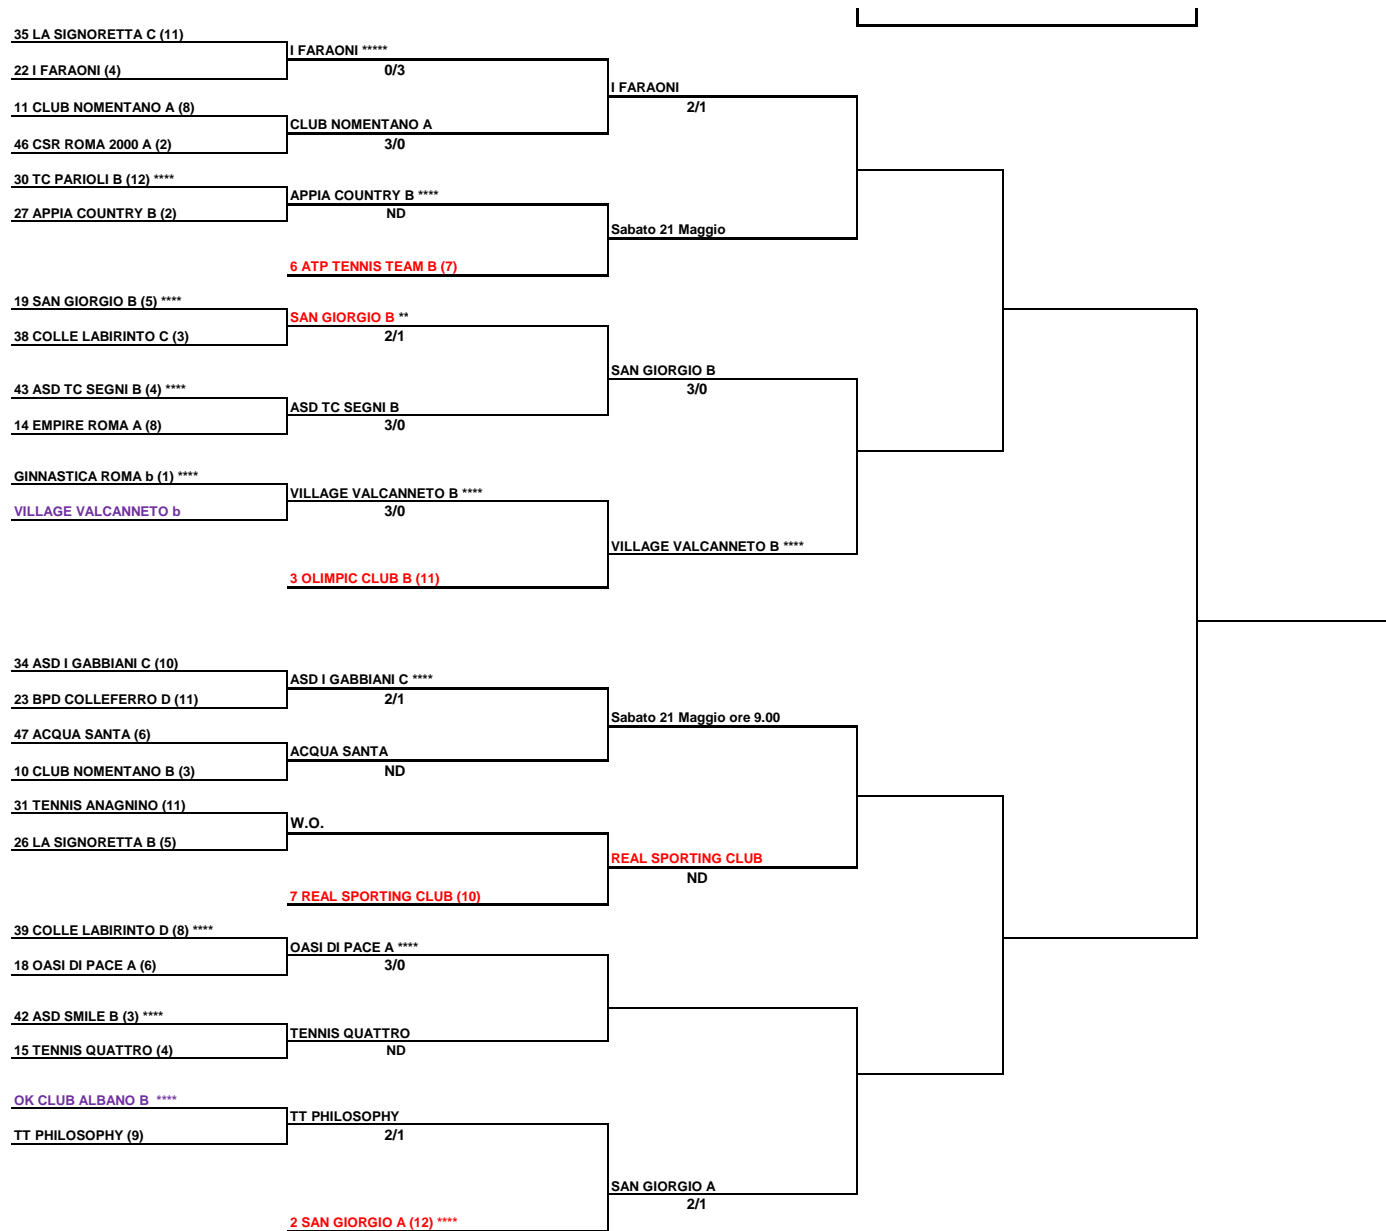 35 LA SIGNORETTA C (11)
I FARAONI *****
22 I FARAONI (4)
0/3
I FARAONI
2/1
11 CLUB NOMENTANO A (8)
CLUB NOMENTANO A
46 CSR ROMA 2000 A (2)
3/0
30 TC PARIOLI B (12) ****
APPIA COUNTRY B ****
27 APPIA COUNTRY B (2)
ND
Sabato 21 Maggio
6 ATP TENNIS TEAM B (7)
19 SAN GIORGIO B (5) ****
SAN GIORGIO B **
38 COLLE LABIRINTO C (3)
2/1
SAN GIORGIO B
3/0
43 ASD TC SEGNI B (4) ****
ASD TC SEGNI B
14 EMPIRE ROMA A (8)
3/0
GINNASTICA ROMA b (1) ****
VILLAGE VALCANNETO B ****
VILLAGE VALCANNETO b
3/0
VILLAGE VALCANNETO B ****
3 OLIMPIC CLUB B (11)
34 ASD I GABBIANI C (10)
ASD I GABBIANI C ****
23 BPD COLLEFERRO D (11)
2/1
Sabato 21 Maggio ore 9.00
47 ACQUA SANTA (6)
ACQUA SANTA
10 CLUB NOMENTANO B (3)
ND
31 TENNIS ANAGNINO (11)
W.O.
26 LA SIGNORETTA B (5)
REAL SPORTING CLUB
ND
7 REAL SPORTING CLUB (10)
39 COLLE LABIRINTO D (8) ****
OASI DI PACE A ****
18 OASI DI PACE A (6)
3/0
42 ASD SMILE B (3) ****
TENNIS QUATTRO
15 TENNIS QUATTRO (4)
ND
OK CLUB ALBANO B ****
TT PHILOSOPHY
TT PHILOSOPHY (9)
2/1
SAN GIORGIO A
2/1
2 SAN GIORGIO A (12) ****